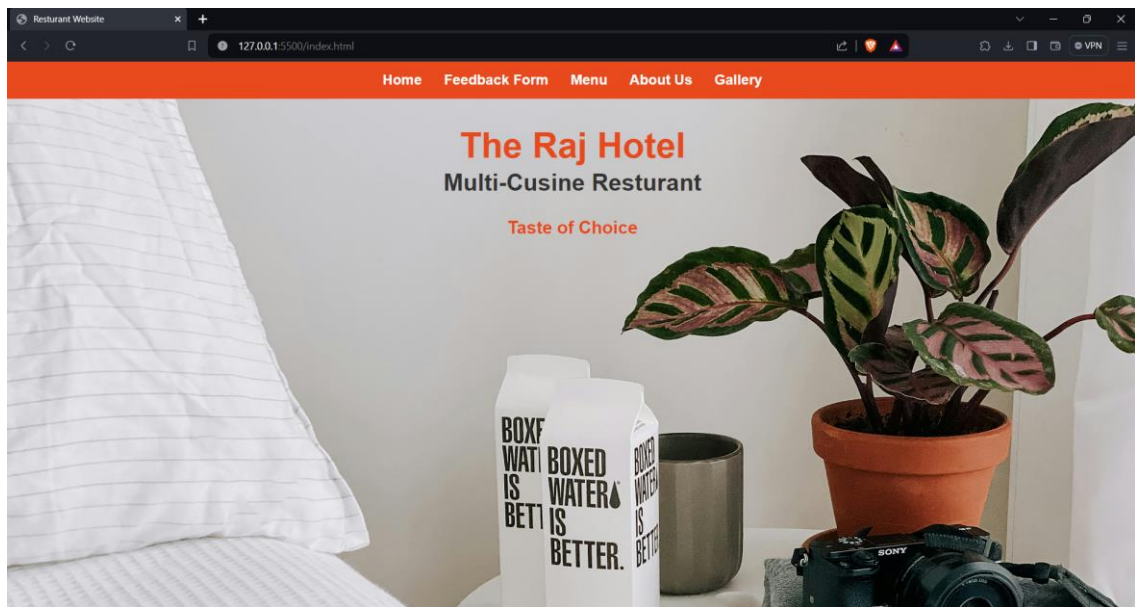 Resturant Website
127.0.0.1:5500/index.html
VPN
Home Feedback Form Menu About Us Gallery
The Raj Hotel
Multi-Cusine Resturant
Taste of Choice
BOXED
WATER
IS
BETTER.
SONY